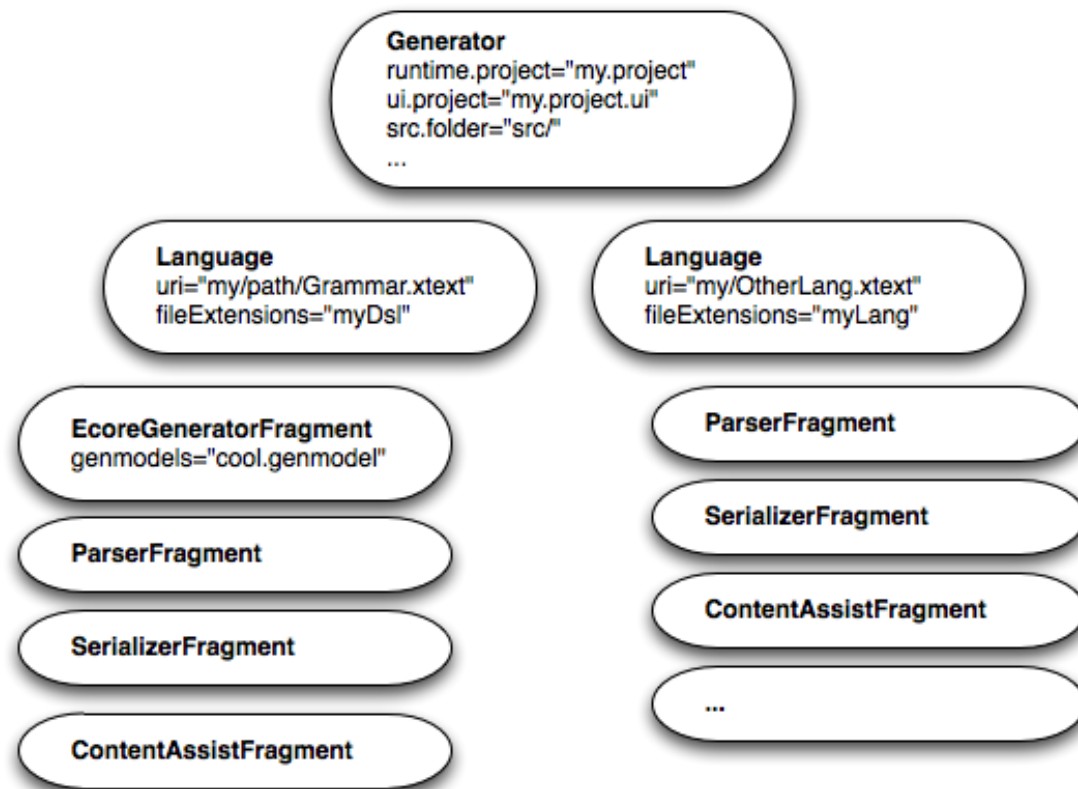 Generator
runtime.project="my.project"
ui.project="my.project.ui"
src.folder="src/"
...
Language
uri="my/path/Grammar.xtext"
fileExtensions="myDsl"
Language
uri="my/OtherLang.xtext"
fileExtensions="myLang"
EcoreGeneratorFragment
genmodels="cool.genmodel"
ParserFragment
SerializerFragment
ContentAssistFragment
ParserFragment
SerializerFragment
ContentAssistFragment
...